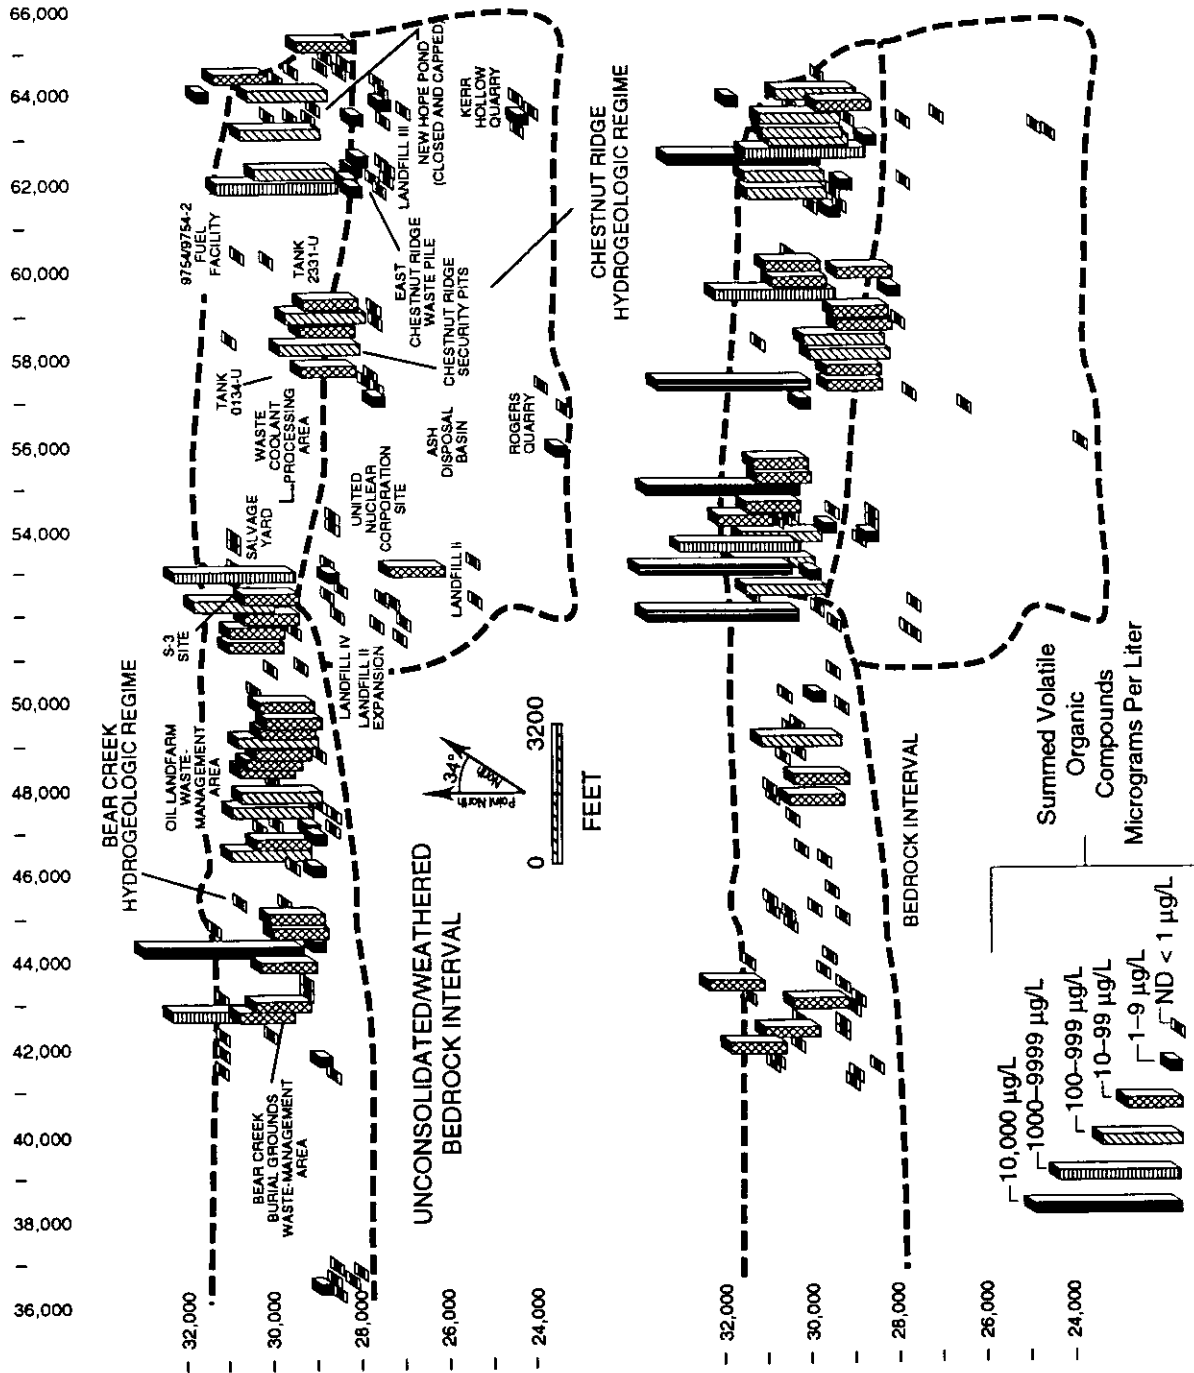 66,000
64,000
62,000
60,000
58,000
56,000
54,000
50,000
48,000
46,000
44,000
42,000
40,000
38,000
36,000
32,000
30,000
28,000
26,000
24,000
BEAR CREEK
HYDROGEOLOGIC REGIME
BEAR CREEK
BURIAL GROUNDS
WASTE-MANAGEMENT
AREA
OIL LANDFARM
WASTE-
MANAGEMENT
AREA
S-3
SITE
SALVAGE
YARD
WASTE
COOLANT
PROCESSING
AREA
TANK
0134-U
9754/9754-2
FUEL
FACILITY
TANK
2331-U
LANDFILL IV
LANDFILL II
EXPANSION
UNITED
NUCLEAR
CORPORATION
SITE
LANDFILL II
ASH
DISPOSAL
BASIN
ROGERS
QUARRY
CHESTNUT RIDGE
SECURITY PITS
EAST
CHESTNUT RIDGE
WASTE PILE
LANDFILL III
NEW HOPE POND
(CLOSED AND CAPPED)
KERR
HOLLOW
QUARRY
CHESTNUT RIDGE
HYDROGEOLOGIC REGIME
UNCONSOLIDATED/WEATHERED
BEDROCK INTERVAL
34°
North
Point North
0 3200
FEET
32,000
30,000
28,000
26,000
24,000
BEDROCK INTERVAL
Summed Volatile
Organic
Compounds
Micrograms Per Liter
10,000 µg/L
1000–9999 µg/L
100–999 µg/L
10–99 µg/L
1–9 µg/L
ND < 1 µg/L